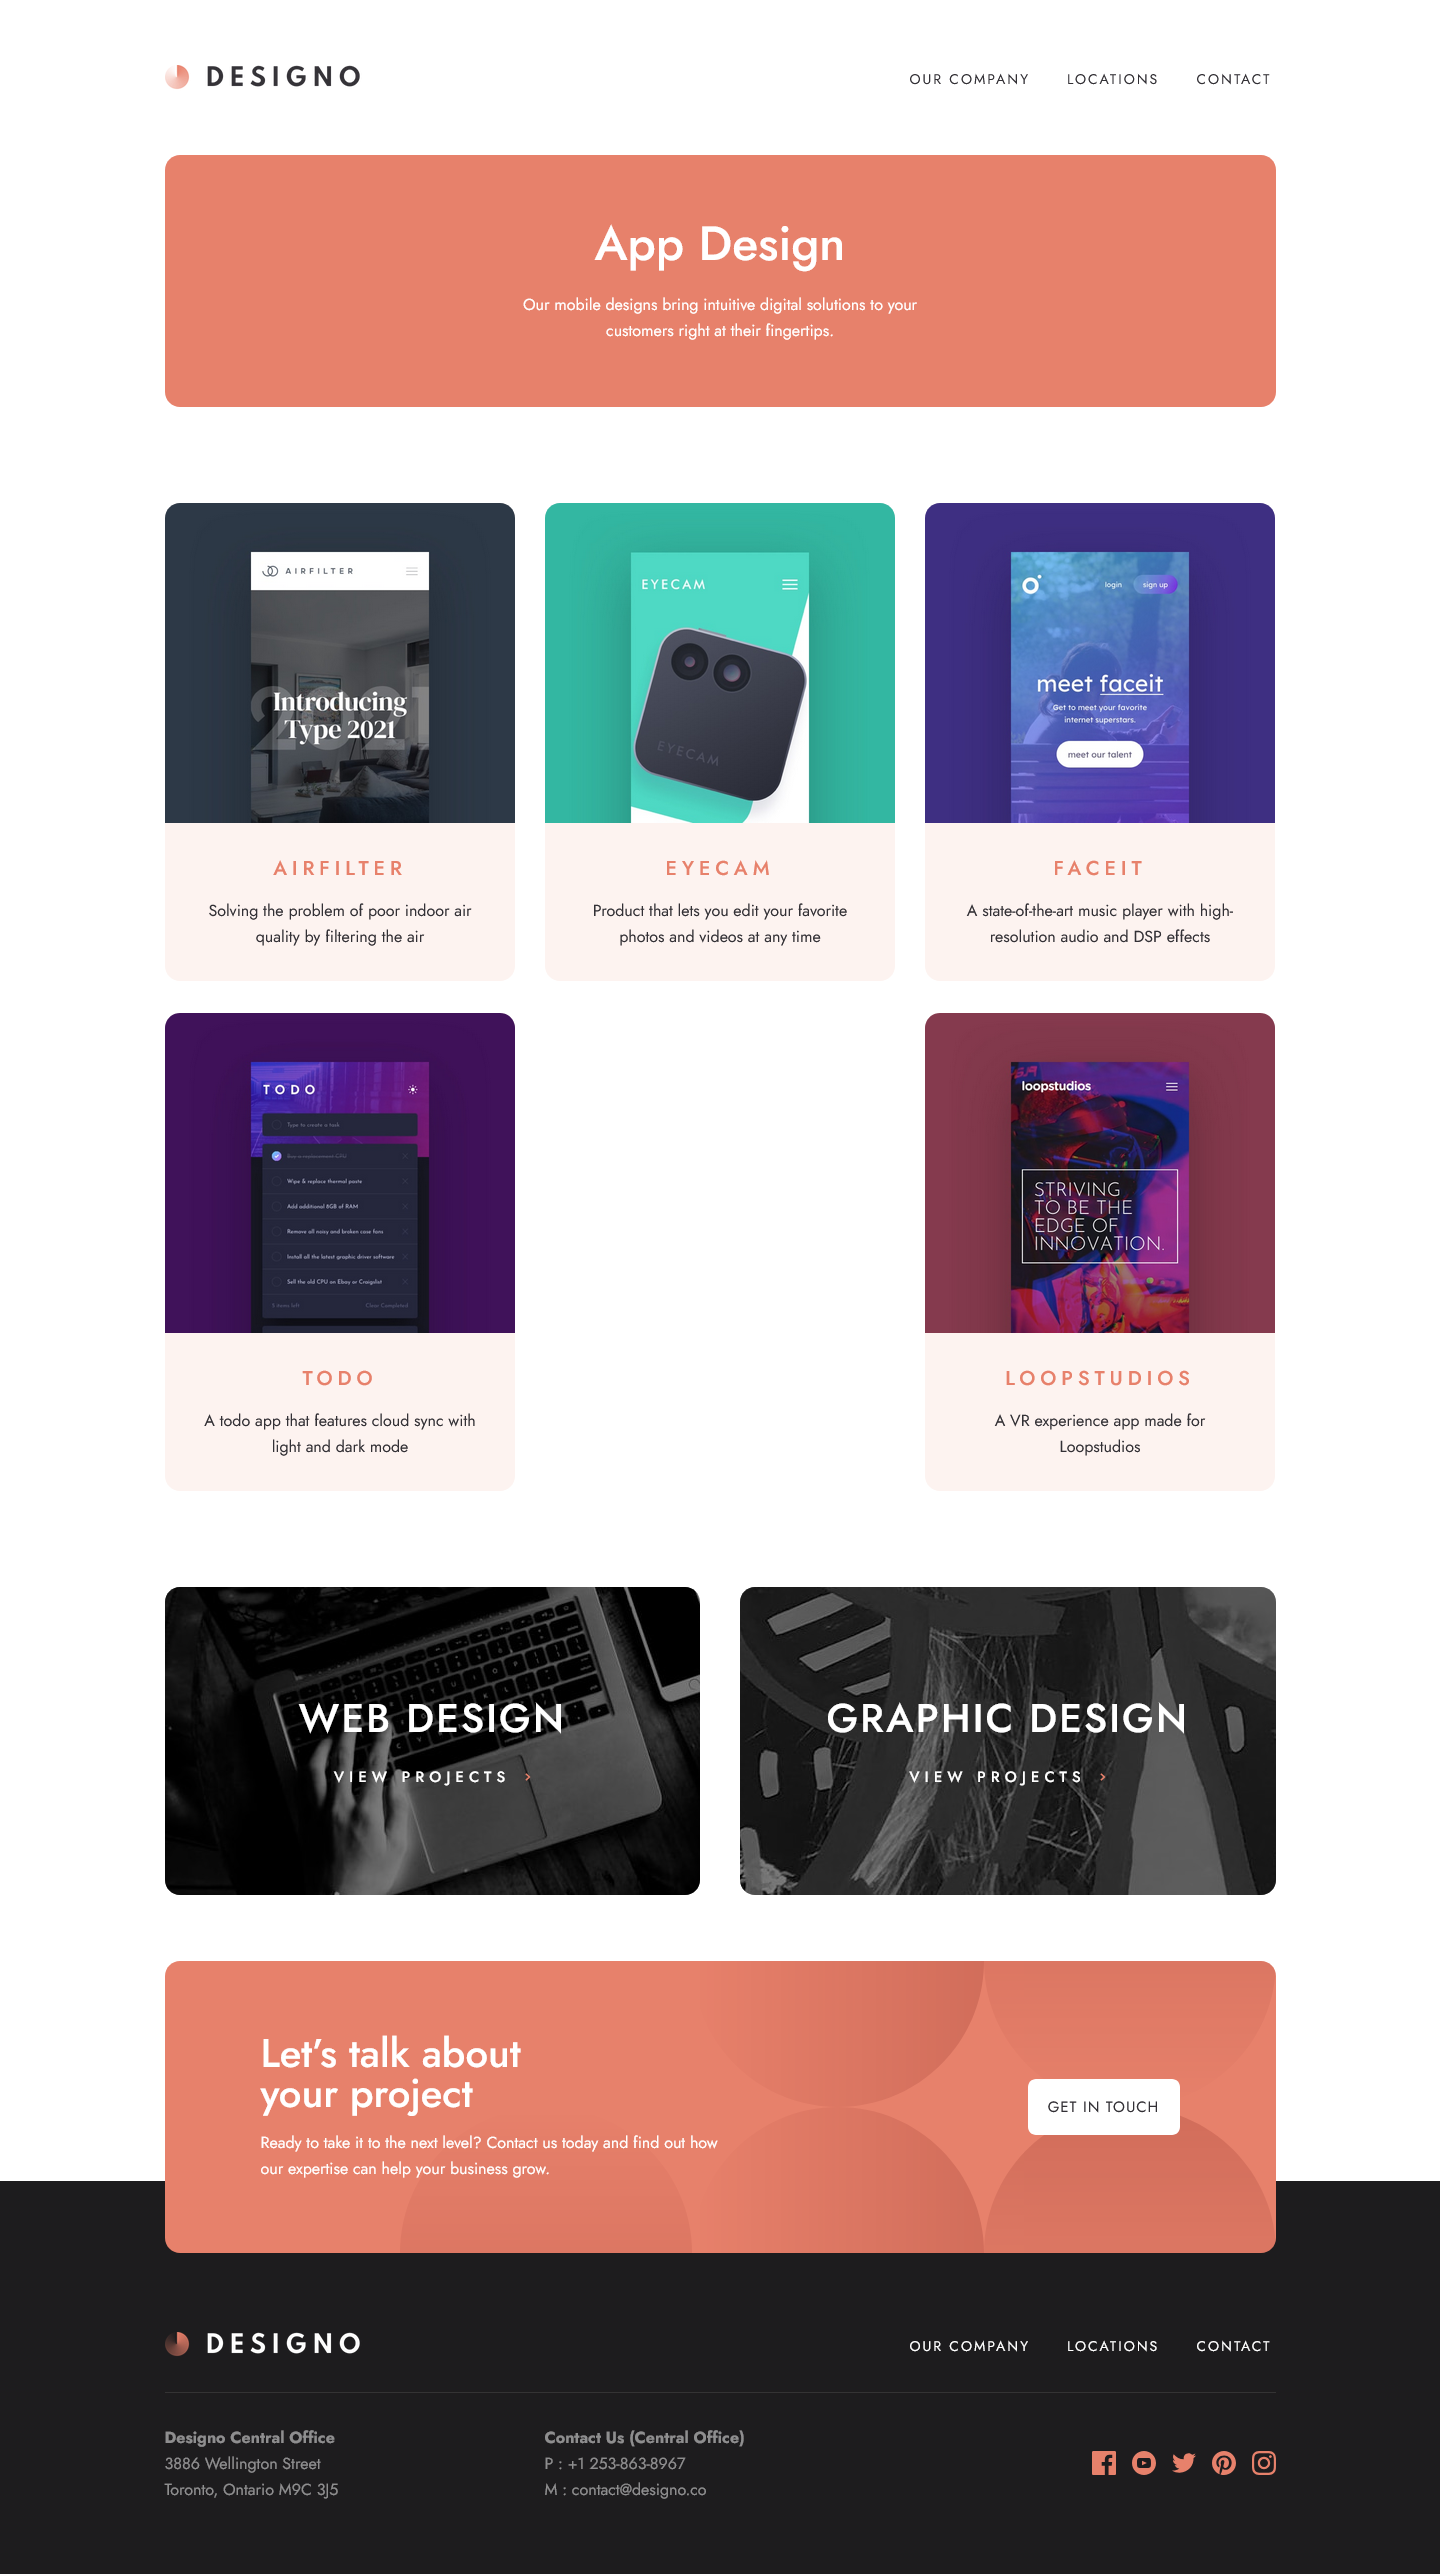 DESIGNO
OUR COMPANY LOCATIONS CONTACT
App Design
Our mobile designs bring intuitive digital solutions to your
customers right at their fingertips.
AIRFILTER
2021
Introducing
Type 2021
EYECAM
EYECAM
login sign up
meet faceit
Get to meet your favorite
internet superstars.
meet our talent
AIRFILTER
Solving the problem of poor indoor air
quality by filtering the air
EYECAM
Product that lets you edit your favorite
photos and videos at any time
FACEIT
A state-of-the-art music player with high-
resolution audio and DSP effects
TODO
Type to create a task
Buy a replacement CPU
Wipe & replace thermal paste
Add additional 8GB of RAM
Remove all noisy and broken case fans
Install all the latest graphic driver software
Sell the old CPU on Ebay or Craigslist
5 items left Clear Completed
loopstudios
STRIVING
TO BE THE
EDGE OF
INNOVATION.
TODO
A todo app that features cloud sync with
light and dark mode
LOOPSTUDIOS
A VR experience app made for
Loopstudios
WEB DESIGN
VIEW PROJECTS
GRAPHIC DESIGN
VIEW PROJECTS
Let’s talk about
your project
Ready to take it to the next level? Contact us today and find out how
our expertise can help your business grow.
GET IN TOUCH
DESIGNO
OUR COMPANY LOCATIONS CONTACT
Designo Central Office
3886 Wellington Street
Toronto, Ontario M9C 3J5
Contact Us (Central Office)
P : +1 253-863-8967
M : contact@designo.co